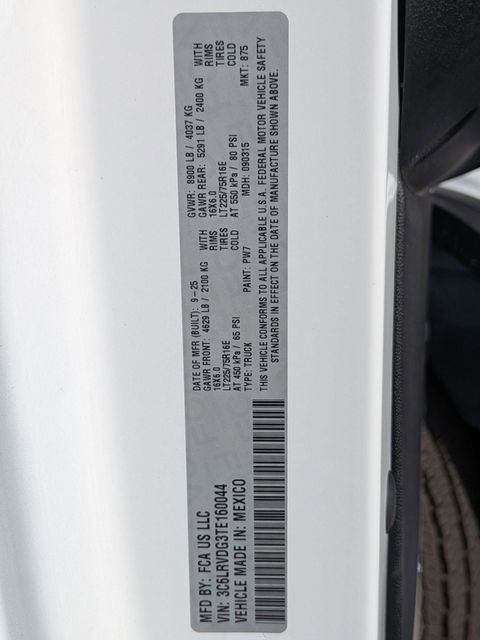 MFD BY: FCA US LLC
VIN: 3C6LRVDG3TE160044
VEHICLE MADE IN: MEXICO
DATE OF MFR (BUILT): 9-25 GVWR: 8900 LB / 4037 KG
GAWR FRONT: 4629 LB / 2100 KG WITH GAWR REAR: 5291 LB / 2400 KG WITH
16X6.0 RIMS 16X6.0 RIMS
LT225/75R16E TIRES LT225/75R16E TIRES
AT 450 kPa / 65 PSI COLD AT 550 kPa / 80 PSI COLD
TYPE: TRUCK PAINT: PW7 MDH: 090315 MKT: 875
THIS VEHICLE CONFORMS TO ALL APPLICABLE U.S.A. FEDERAL MOTOR VEHICLE SAFETY
STANDARDS IN EFFECT ON THE DATE OF MANUFACTURE SHOWN ABOVE.